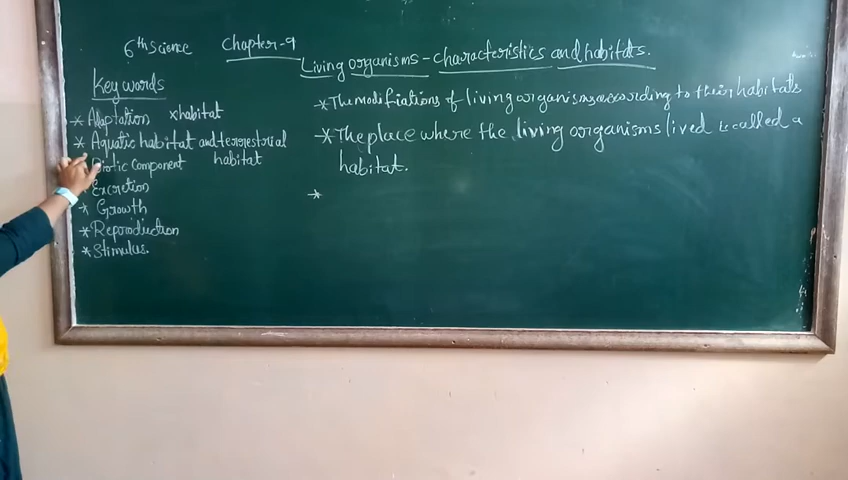 6th Science Chapter-9
Living organisms - characteristics and habitats.
Key words
* Adaptation x habitat
* Aquatic habitat and terrestorial
habitat
* Biotic component
* Excretion
* Growth
* Reproduction
* Stimulus.
* The modifiations of living organisms according to their habitats
* The place where the living organisms lived is called a
habitat.
*